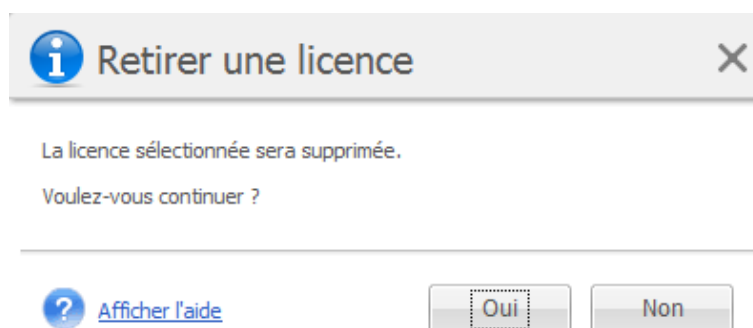 Retirer une licence
La licence sélectionnée sera supprimée.
Voulez-vous continuer ?
Afficher l'aide
Oui
Non